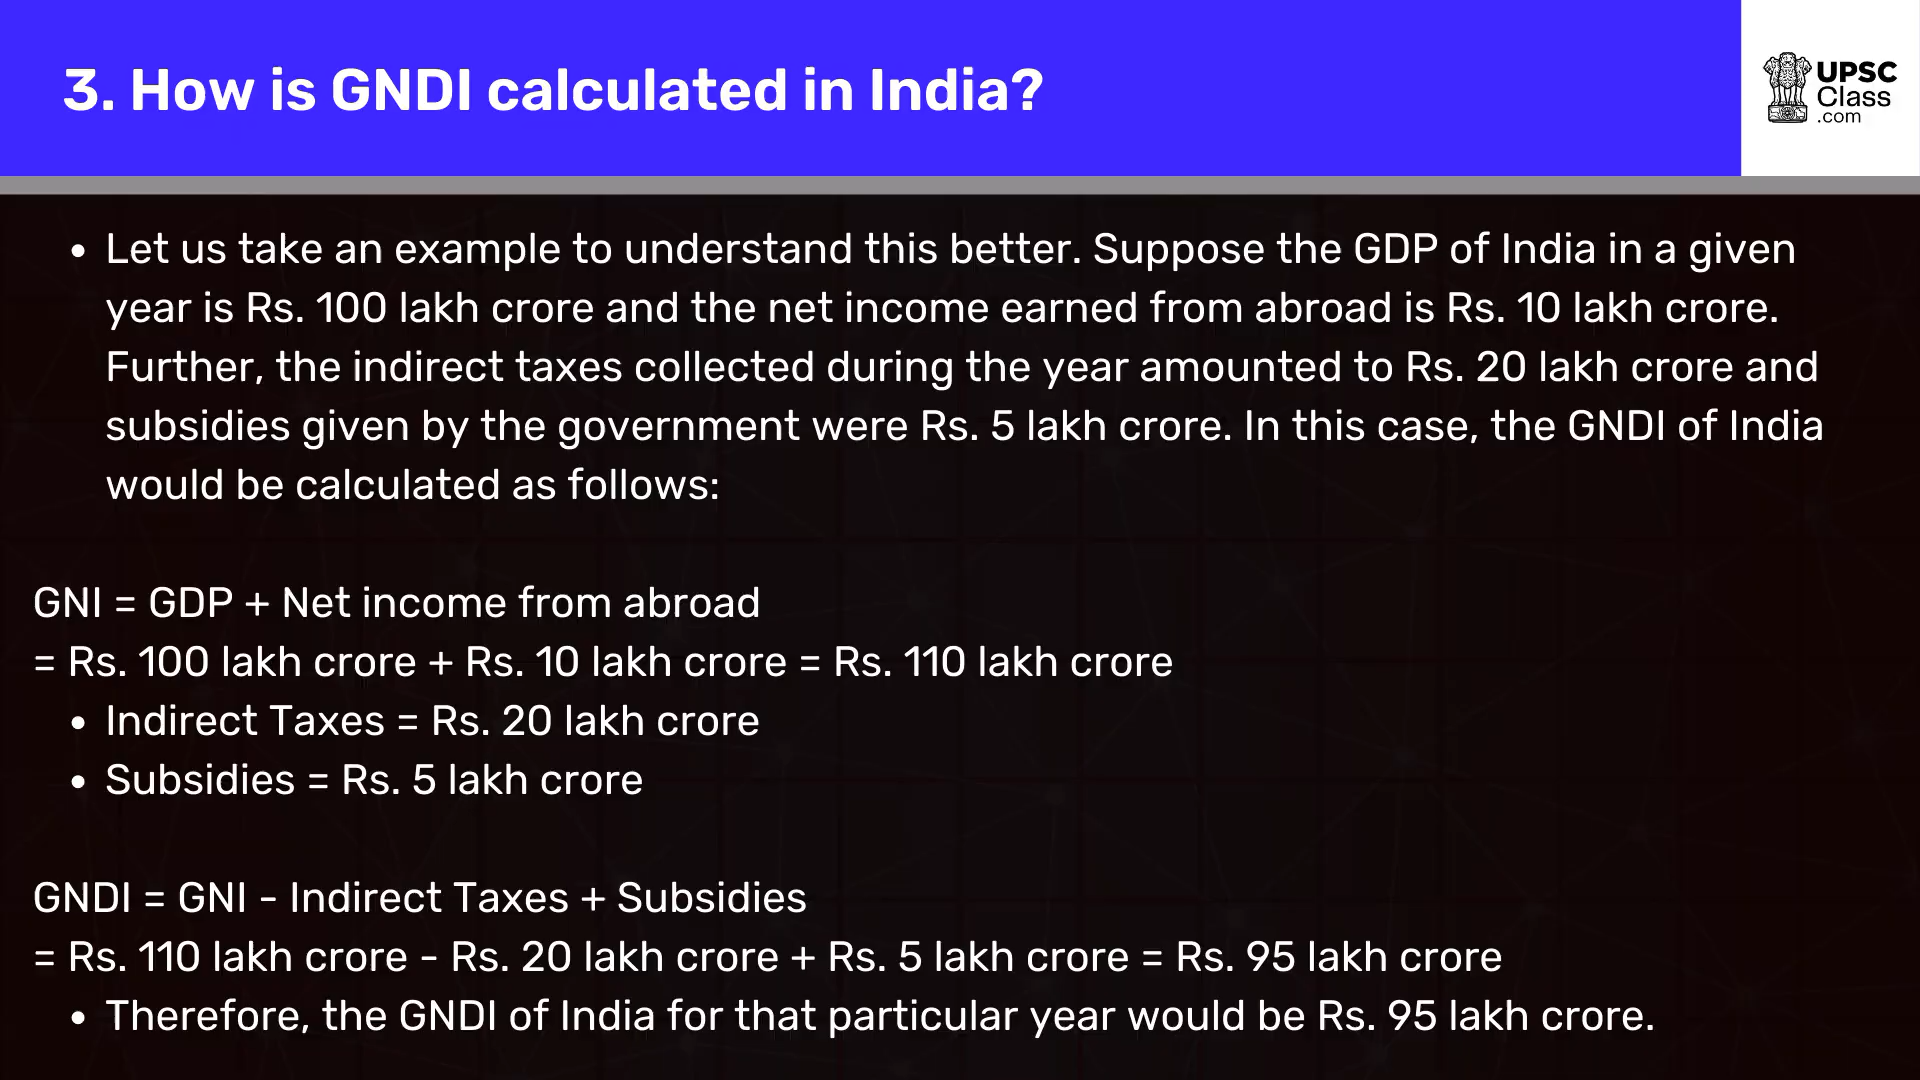 3. How is GNDI calculated in India?
UPSC
Class
.com
• Let us take an example to understand this better. Suppose the GDP of India in a given
year is Rs. 100 lakh crore and the net income earned from abroad is Rs. 10 lakh crore.
Further, the indirect taxes collected during the year amounted to Rs. 20 lakh crore and
subsidies given by the government were Rs. 5 lakh crore. In this case, the GNDI of India
would be calculated as follows:
GNI = GDP + Net income from abroad
= Rs. 100 lakh crore + Rs. 10 lakh crore = Rs. 110 lakh crore
• Indirect Taxes = Rs. 20 lakh crore
• Subsidies = Rs. 5 lakh crore
GNDI = GNI - Indirect Taxes + Subsidies
= Rs. 110 lakh crore - Rs. 20 lakh crore + Rs. 5 lakh crore = Rs. 95 lakh crore
• Therefore, the GNDI of India for that particular year would be Rs. 95 lakh crore.